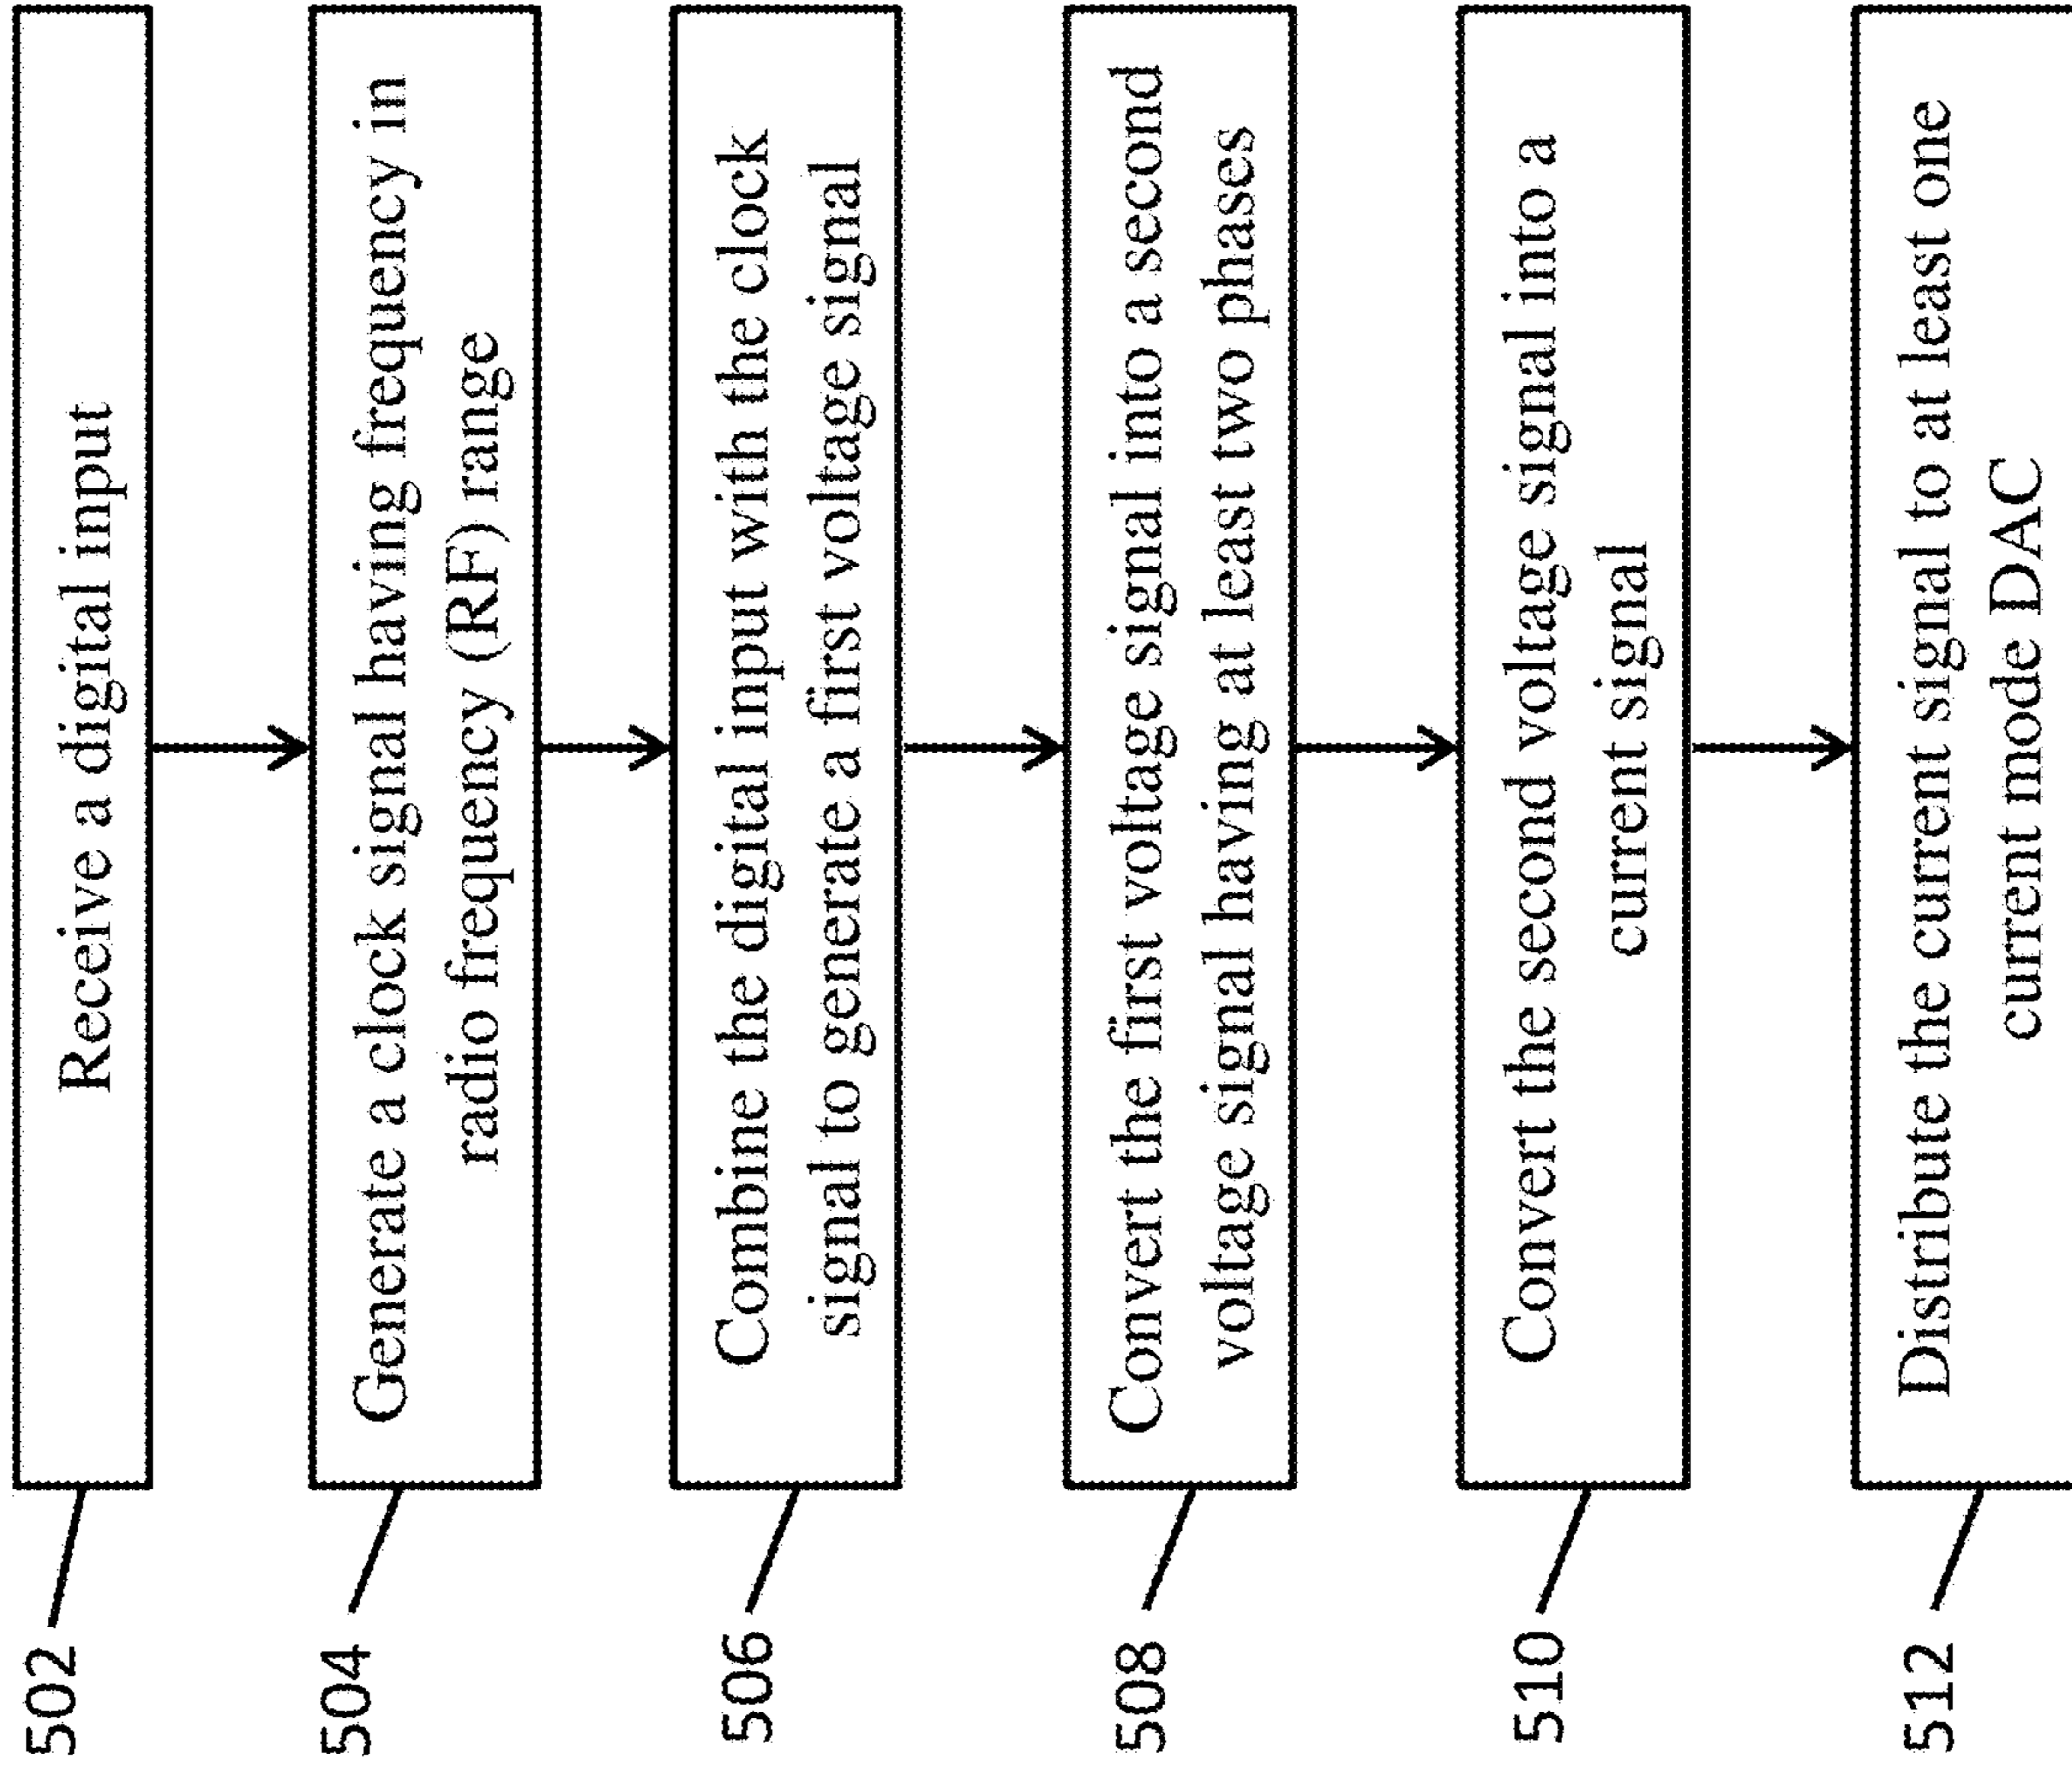 502
Receive a digital input
504
Generate a clock signal having frequency in
radio frequency (RF) range
506
Combine the digital input with the clock
signal to generate a first voltage signal
508
Convert the first voltage signal into a second
voltage signal having at least two phases
510
Convert the second voltage signal into a
current signal
512
Distribute the current signal to at least one
current mode DAC